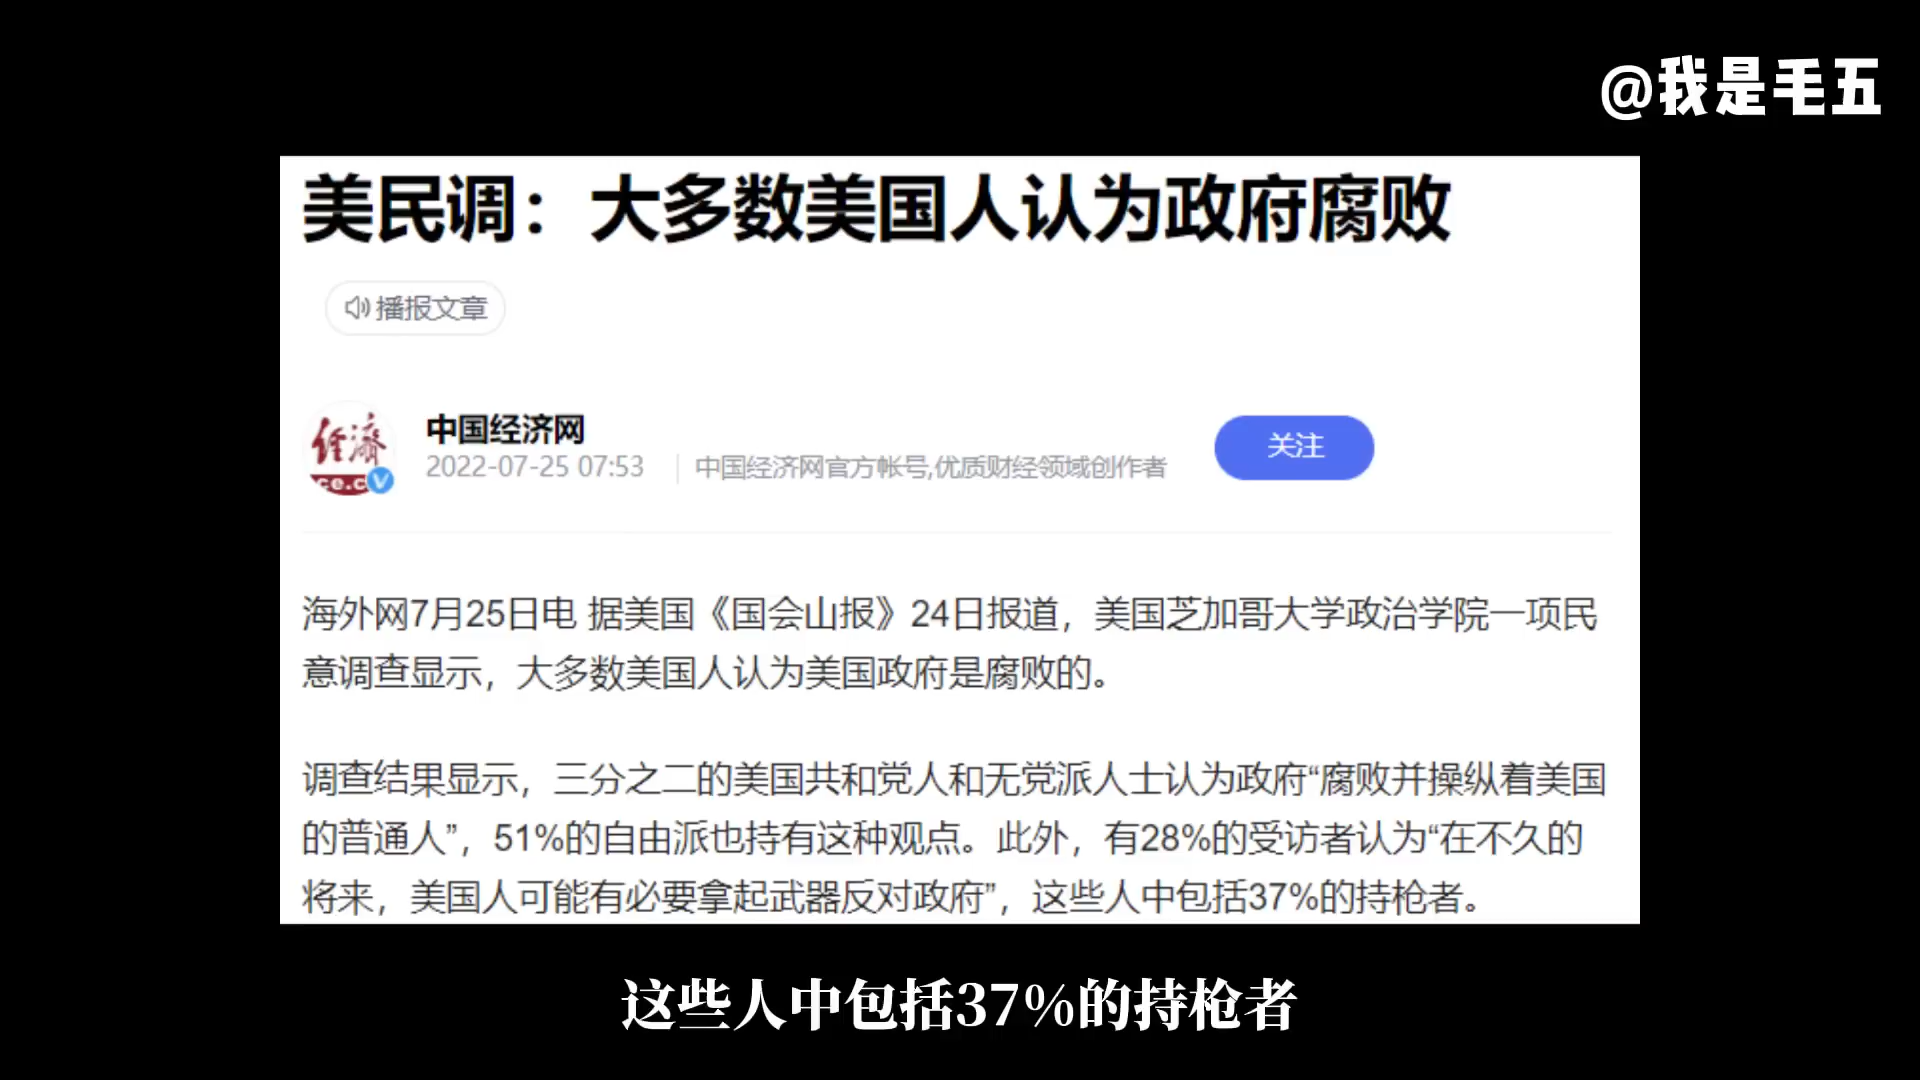 @我是毛五
美民调：大多数美国人认为政府腐败
播报文章
经济
ce.c
V
中国经济网
2022-07-25 07:53
中国经济网官方帐号,优质财经领域创作者
关注
海外网7月25日电 据美国《国会山报》24日报道，美国芝加哥大学政治学院一项民
意调查显示，大多数美国人认为美国政府是腐败的。
调查结果显示，三分之二的美国共和党人和无党派人士认为政府“腐败并操纵着美国
的普通人”，51%的自由派也持有这种观点。此外，有28%的受访者认为“在不久的
将来，美国人可能有必要拿起武器反对政府”，这些人中包括37%的持枪者。
这些人中包括37%的持枪者